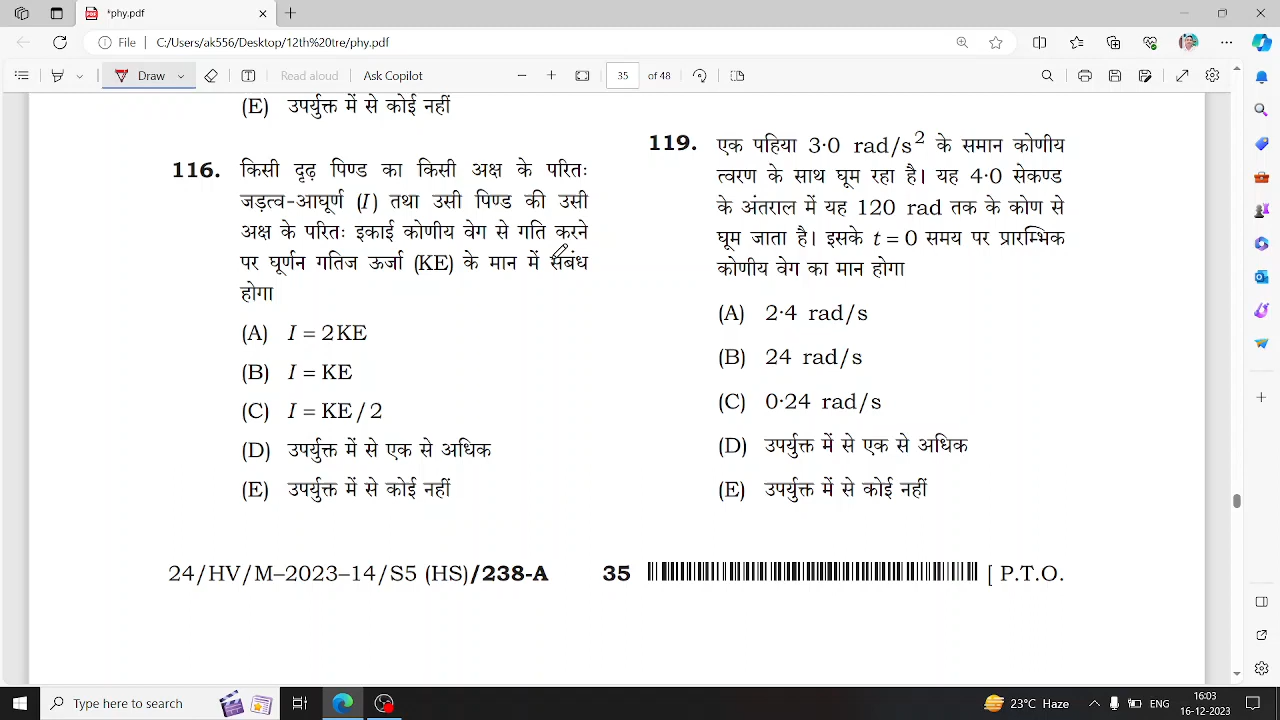 *phy.pdf
File C:/Users/ak556/Desktop/12th%20tre/phy.pdf
Draw Read aloud Ask Copilot 35 of 48
(E) उपर्युक्त में से कोई नहीं
116. किसी दृढ़ पिण्ड का किसी अक्ष के परितः
जड़त्व-आघूर्ण (I) तथा उसी पिण्ड की उसी
अक्ष के परितः इकाई कोणीय वेग से गति करने
पर घूर्णन गतिज ऊर्जा (KE) के मान में संबंध
होगा
(A) I = 2KE
(B) I = KE
(C) I = KE / 2
(D) उपर्युक्त में से एक से अधिक
(E) उपर्युक्त में से कोई नहीं
119. एक पहिया 3·0 rad/s² के समान कोणीय
त्वरण के साथ घूम रहा है। यह 4·0 सेकण्ड
के अंतराल में यह 120 rad तक के कोण से
घूम जाता है। इसके t = 0 समय पर प्रारम्भिक
कोणीय वेग का मान होगा
(A) 2·4 rad/s
(B) 24 rad/s
(C) 0·24 rad/s
(D) उपर्युक्त में से एक से अधिक
(E) उपर्युक्त में से कोई नहीं
24/HV/M–2023–14/S5 (HS)/238-A 35 [ P.T.O.
Type here to search 23°C Haze ENG 16:03
16-12-2023